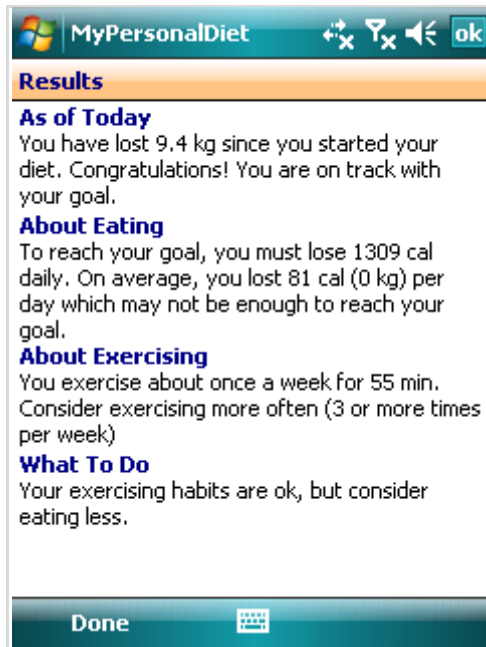 MyPersonalDiet
ok
Results
As of Today
You have lost 9.4 kg since you started your
diet. Congratulations! You are on track with
your goal.
About Eating
To reach your goal, you must lose 1309 cal
daily. On average, you lost 81 cal (0 kg) per
day which may not be enough to reach your
goal.
About Exercising
You exercise about once a week for 55 min.
Consider exercising more often (3 or more times
per week)
What To Do
Your exercising habits are ok, but consider
eating less.
Done